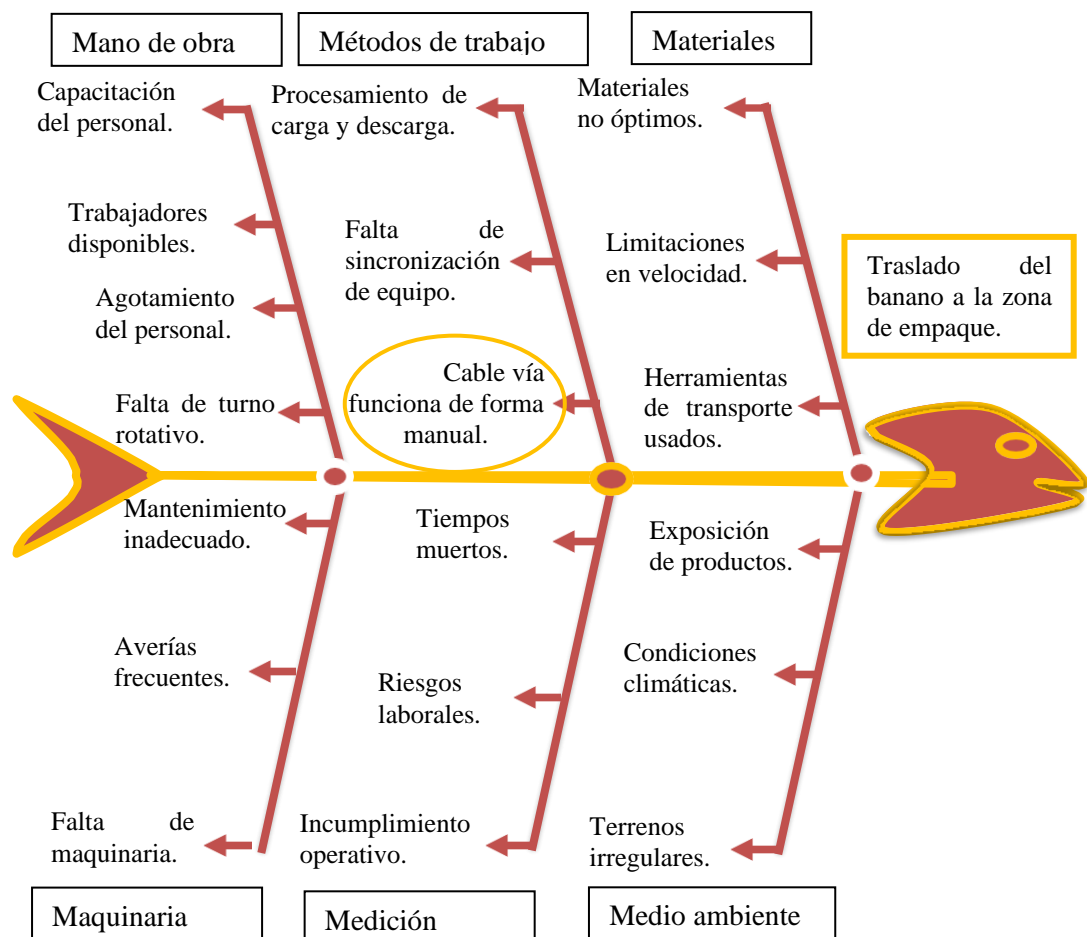 Mano de obra
Métodos de trabajo
Materiales
Capacitación
del personal.
Trabajadores
disponibles.
Agotamiento
del personal.
Falta de turno
rotativo.
Procesamiento de
carga y descarga.
Falta de
sincronización
de equipo.
Cable vía
funciona de forma
manual.
Materiales
no óptimos.
Limitaciones
en velocidad.
Herramientas
de transporte
usados.
Traslado del
banano a la zona
de empaque.
Mantenimiento
inadecuado.
Averías
frecuentes.
Falta de
maquinaria.
Tiempos
muertos.
Riesgos
laborales.
Incumplimiento
operativo.
Exposición
de productos.
Condiciones
climáticas.
Terrenos
irregulares.
Maquinaria
Medición
Medio ambiente